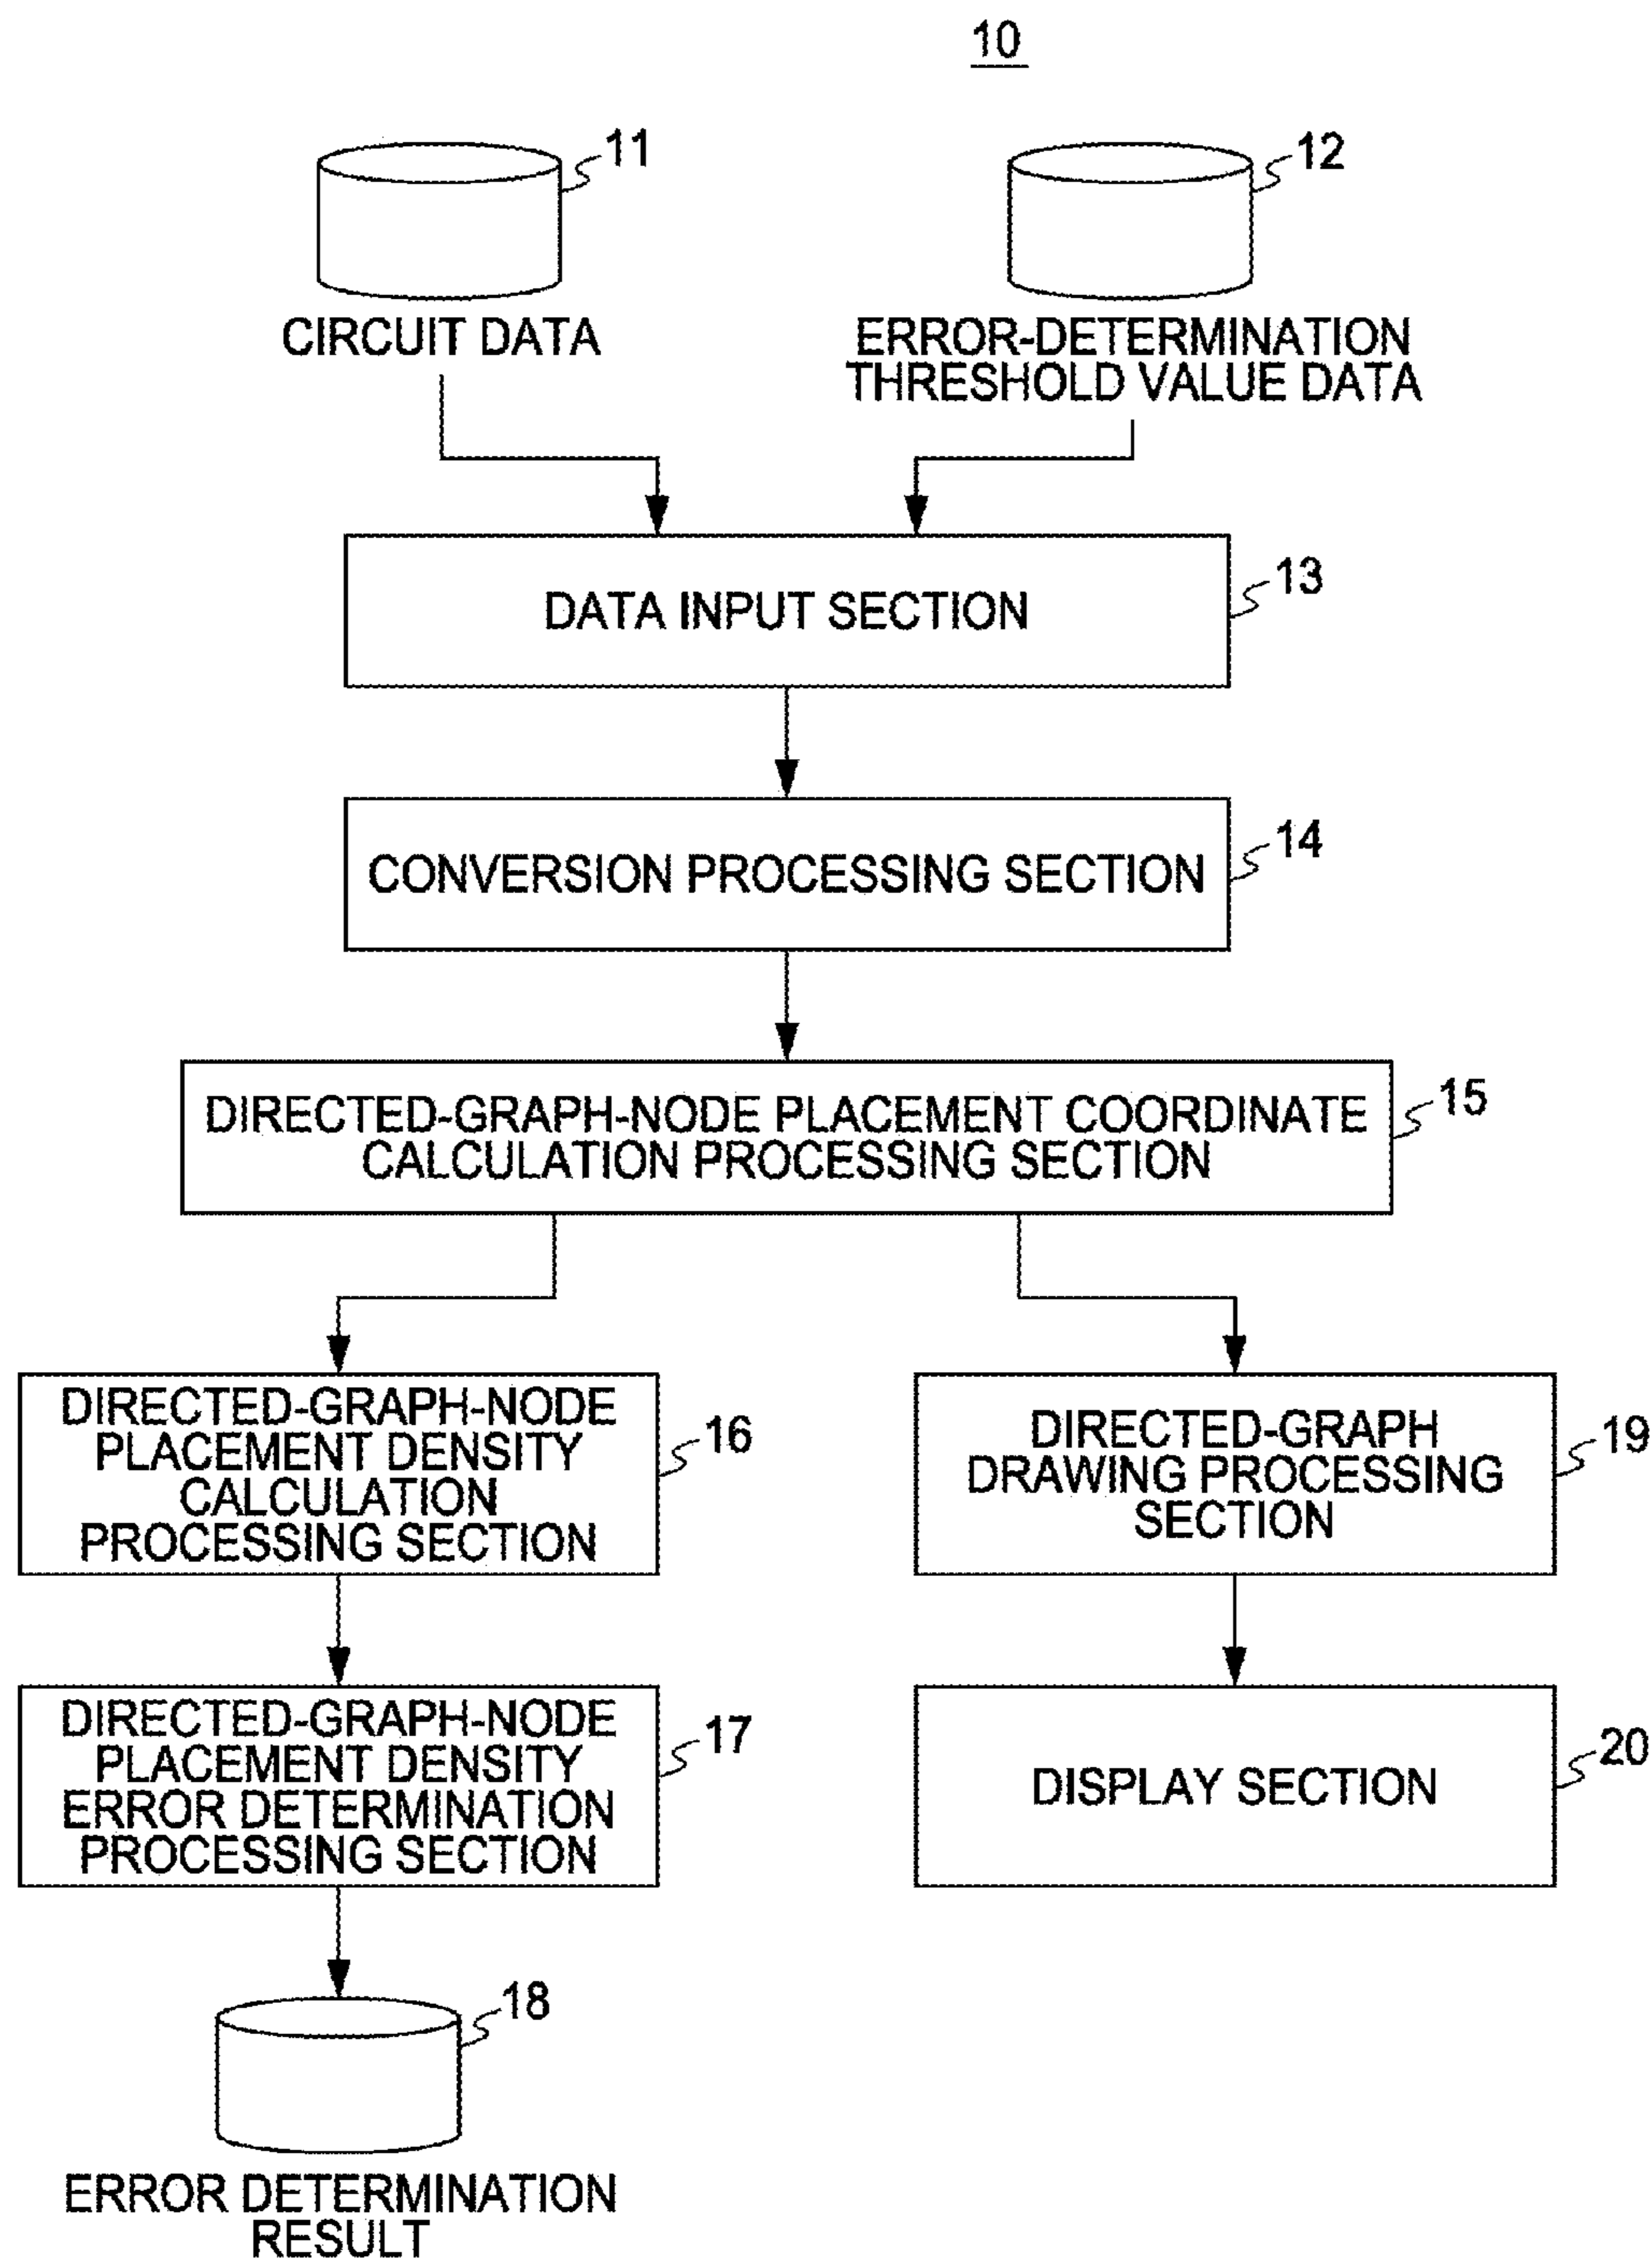 10
11
12
CIRCUIT DATA
ERROR-DETERMINATION
THRESHOLD VALUE DATA
DATA INPUT SECTION
13
CONVERSION PROCESSING SECTION
14
DIRECTED-GRAPH-NODE PLACEMENT COORDINATE
CALCULATION PROCESSING SECTION
15
DIRECTED-GRAPH-NODE
PLACEMENT DENSITY
CALCULATION
PROCESSING SECTION
16
DIRECTED-GRAPH
DRAWING PROCESSING
SECTION
19
DIRECTED-GRAPH-NODE
PLACEMENT DENSITY
ERROR DETERMINATION
PROCESSING SECTION
17
DISPLAY SECTION
20
18
ERROR DETERMINATION
RESULT